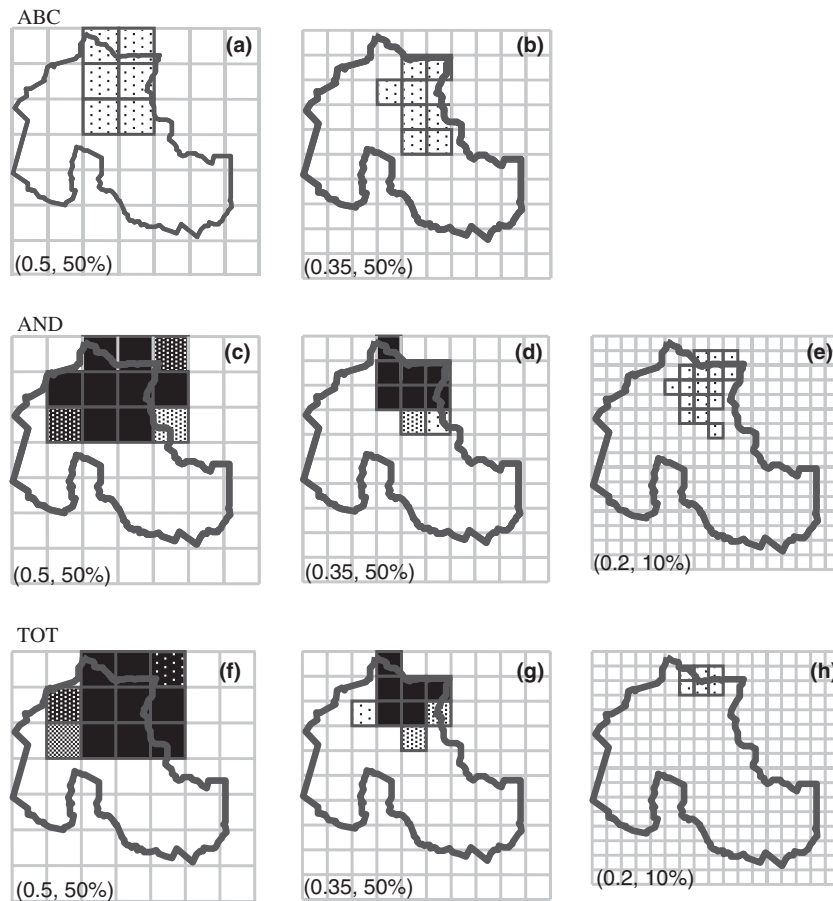 ABC
(a)
(b)
(0.5, 50%)
(0.35, 50%)
AND
(c)
(d)
(e)
(0.5, 50%)
(0.35, 50%)
(0.2, 10%)
TOT
(f)
(g)
(h)
(0.5, 50%)
(0.35, 50%)
(0.2, 10%)